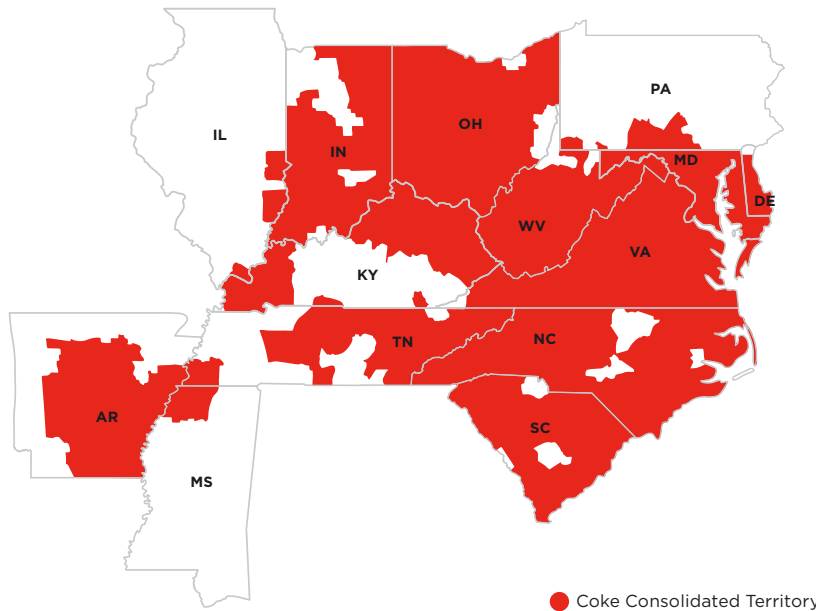 PA
IL
OH
IN
MD
DE
WV
VA
KY
TN
NC
AR
SC
MS
Coke Consolidated Territory